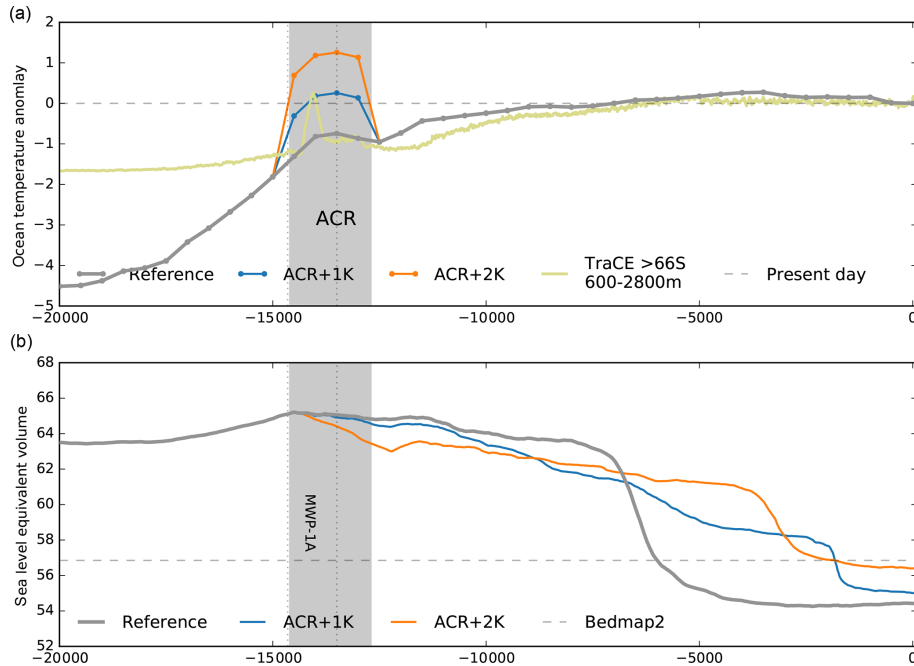 (a)
Ocean temperature anomlay
2
1
0
−1
−2
−3
−4
−5
ACR
Reference
ACR+1K
ACR+2K
TraCE >66S
600-2800m
Present day
−20000
−15000
−10000
−5000
0
(b)
Sea level equivalent volume
68
66
64
62
60
58
56
54
52
MWP-1A
Reference
ACR+1K
ACR+2K
Bedmap2
−20000
−15000
−10000
−5000
0